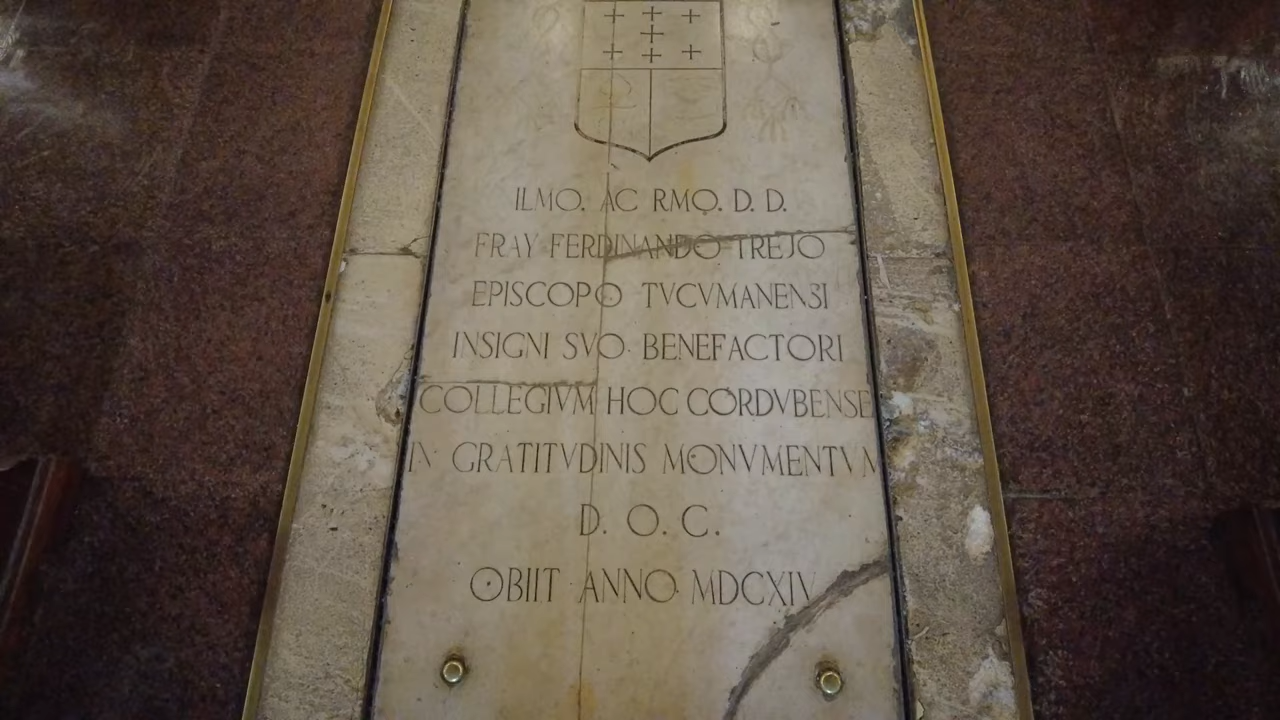 ILMO. AC RMO. D. D.
FRAY FERDINANDO TREJO
EPISCOPO TVCVMANENSI
INSIGNI SVO BENEFACTORI
COLLEGIVM HOC CORDVBENSE
IN GRATITVDINIS MONVMENTVM
D. O. C.
OBIIT ANNO MDCXIV